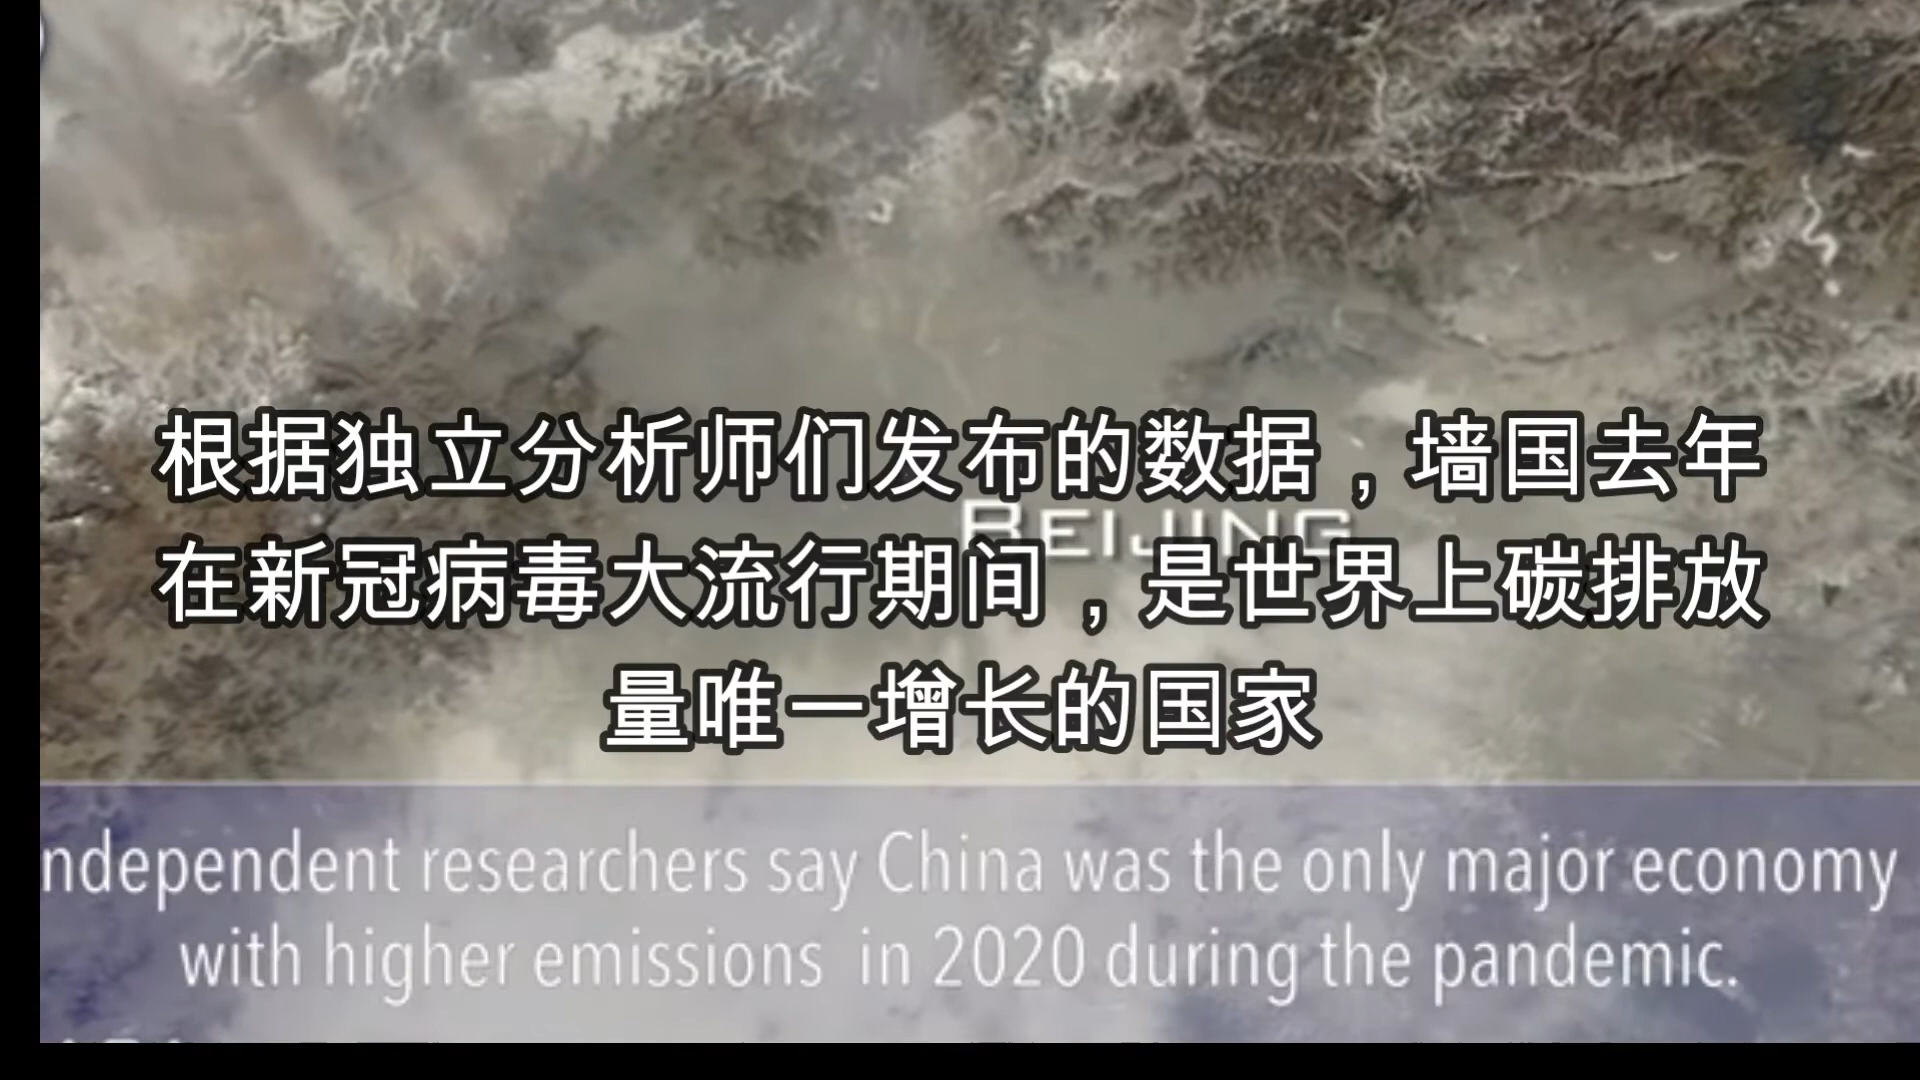 根据独立分析师们发布的数据，墙国去年
BEIJING
在新冠病毒大流行期间，是世界上碳排放
量唯一增长的国家
ndependent researchers say China was the only major economy
with higher emissions in 2020 during the pandemic.